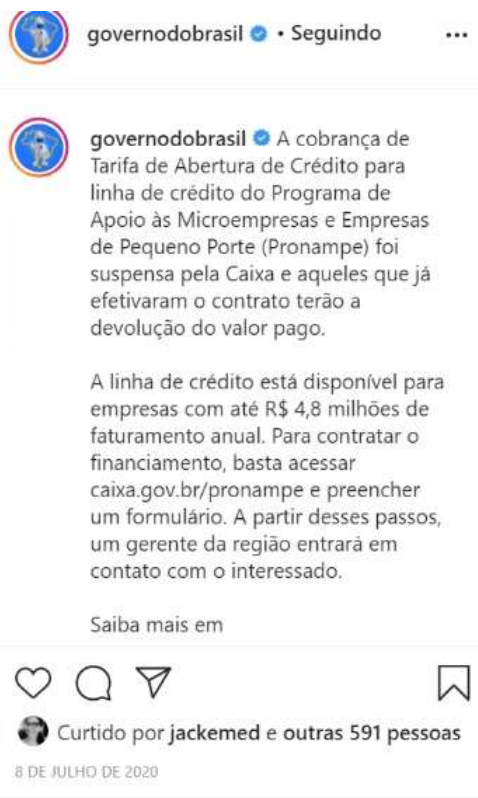 governodobrasil • Seguindo
governodobrasil A cobrança de
Tarifa de Abertura de Crédito para
linha de crédito do Programa de
Apoio às Microempresas e Empresas
de Pequeno Porte (Pronampe) foi
suspensa pela Caixa e aqueles que já
efetivaram o contrato terão a
devolução do valor pago.
A linha de crédito está disponível para
empresas com até R$ 4,8 milhões de
faturamento anual. Para contratar o
financiamento, basta acessar
caixa.gov.br/pronampe e preencher
um formulário. A partir desses passos,
um gerente da região entrará em
contato com o interessado.
Saiba mais em
Curtido por jackemed e outras 591 pessoas
8 DE JULHO DE 2020